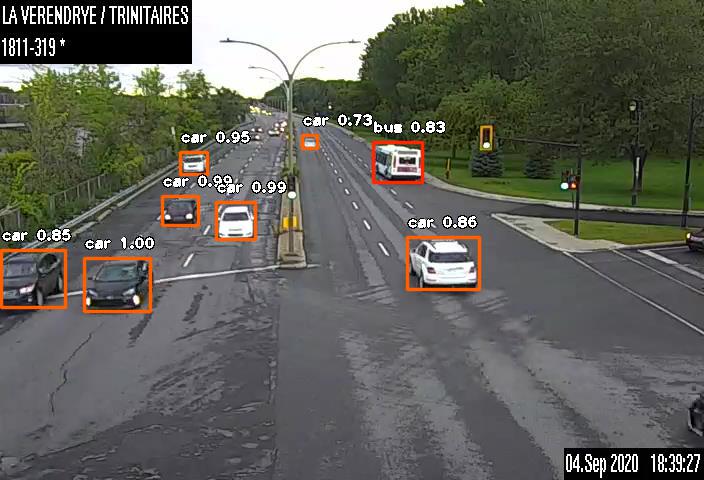 LA VERENDRYE / TRINITAIRES
1811-319 *
car 0.73
bus 0.83
car 0.95
car 0.99
car 0.99
car 0.86
car 0.85
car 1.00
04.Sep 2020 18:39:27